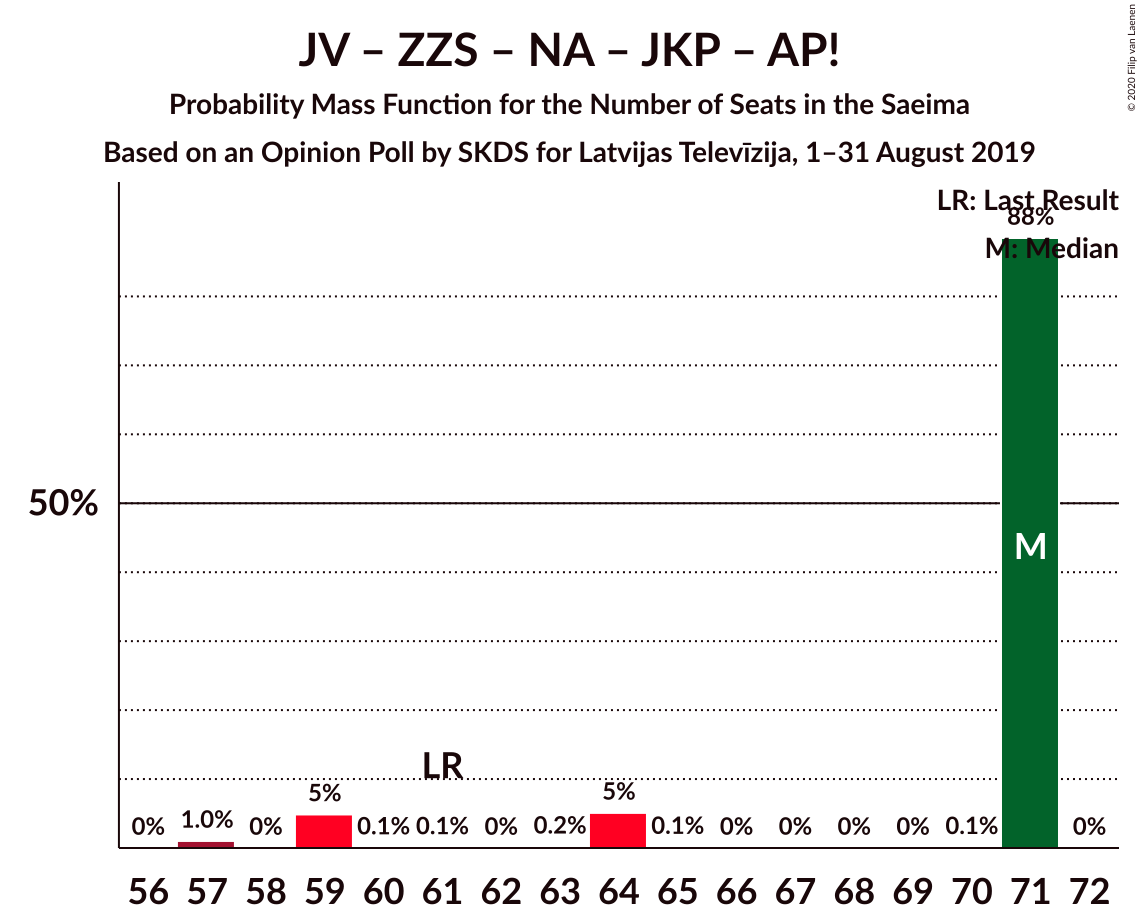 JV – ZZS – NA – JKP – AP!
Probability Mass Function for the Number of Seats in the Saeima
Based on an Opinion Poll by SKDS for Latvijas Televīzija, 1–31 August 2019
© 2020 Filip van Laenen
LR: Last Result
88%
M: Median
50%
M
LR
5% 5%
0% 1.0% 0% 0.1% 0.1% 0% 0.2% 0.1% 0% 0% 0% 0% 0.1% 0%
56 57 58 59 60 61 62 63 64 65 66 67 68 69 70 71 72